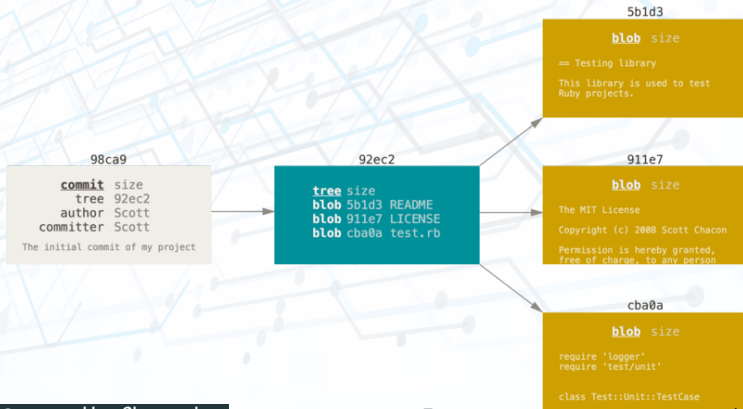 98ca9
commit size
tree 92ec2
author Scott
committer Scott
The initial commit of my project
92ec2
tree size
blob 5b1d3 README
blob 911e7 LICENSE
blob cba0a test.rb
5b1d3
blob size
== Testing library
This library is used to test
Ruby projects.
911e7
blob size
The MIT License
Copyright (c) 2008 Scott Chacon
Permission is hereby granted,
free of charge, to any person
cba0a
blob size
require 'logger'
require 'test/unit'
class Test::Unit::TestCase